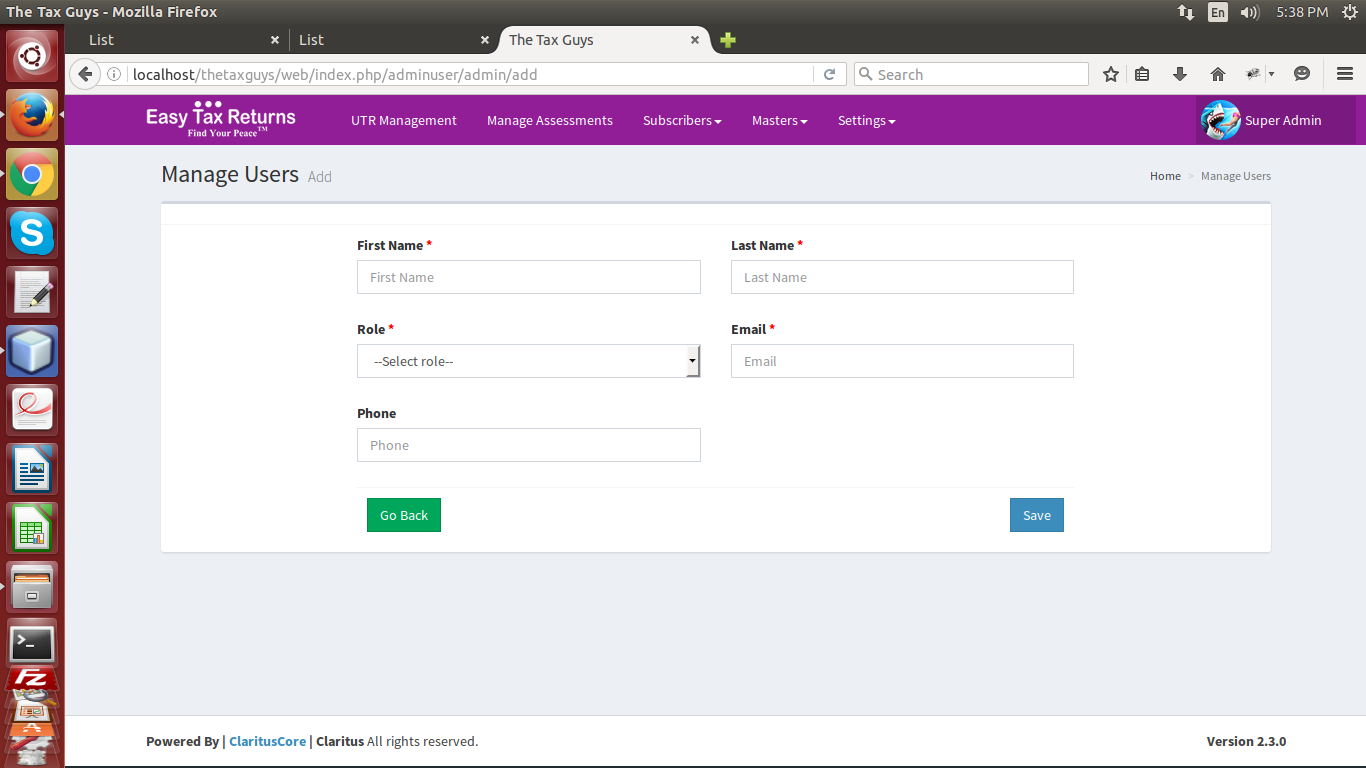 The Tax Guys - Mozilla Firefox
En
5:38 PM
List
List
The Tax Guys
localhost/thetaxguys/web/index.php/adminuser/admin/add
Search
Easy Tax Returns
Find Your Peace™
UTR Management
Manage Assessments
Subscribers
Masters
Settings
Super Admin
Manage Users Add
Home > Manage Users
First Name *
Last Name *
First Name
Last Name
Role *
Email *
--Select role--
Email
Phone
Phone
Go Back
Save
Powered By | ClaritusCore | Claritus All rights reserved.
Version 2.3.0